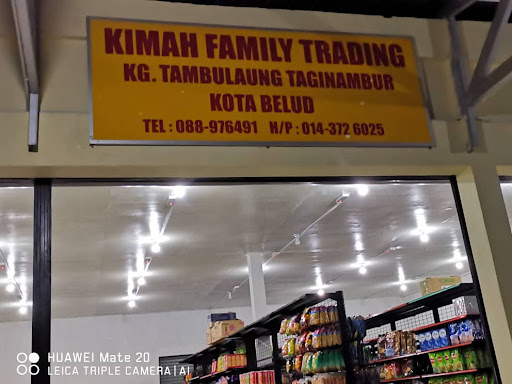 KIMAH FAMILY TRADING
KG. TAMBULAUNG TAGINAMBUR
KOTA BELUD
TEL : 088-976491 H/P : 014-372 6025
HUAWEI Mate 20
LEICA TRIPLE CAMERA | AI